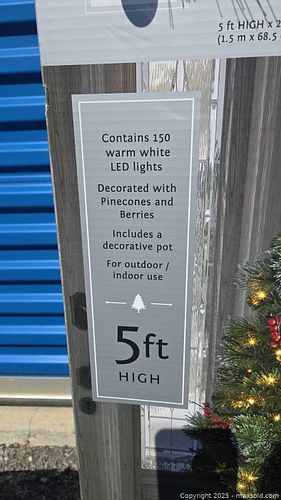 5 ft HIGH x 2
(1.5 m x 68.5
Contains 150
warm white
LED lights
Decorated with
Pinecones and
Berries
Includes a
decorative pot
For outdoor /
indoor use
5ft
HIGH
Copyright 2025 - maxsold.com